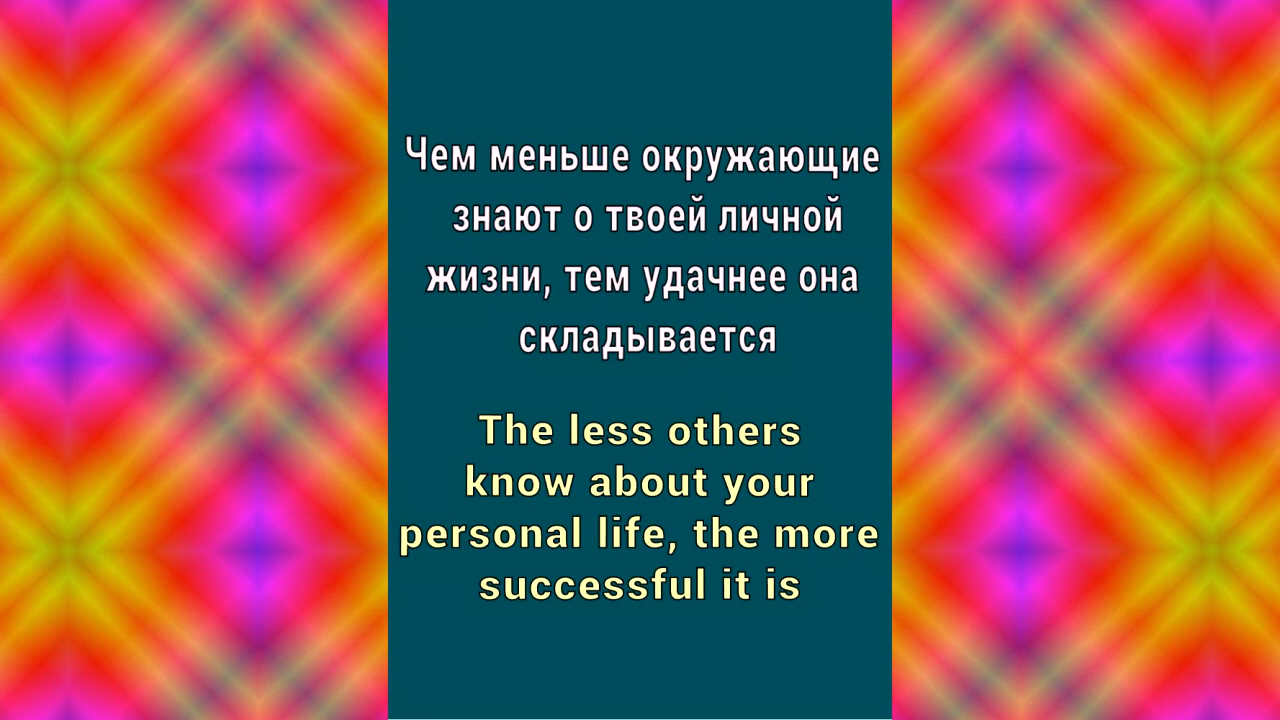 Чем меньше окружающие
знают о твоей личной
жизни, тем удачнее она
складывается
The less others
know about your
personal life, the more
successful it is